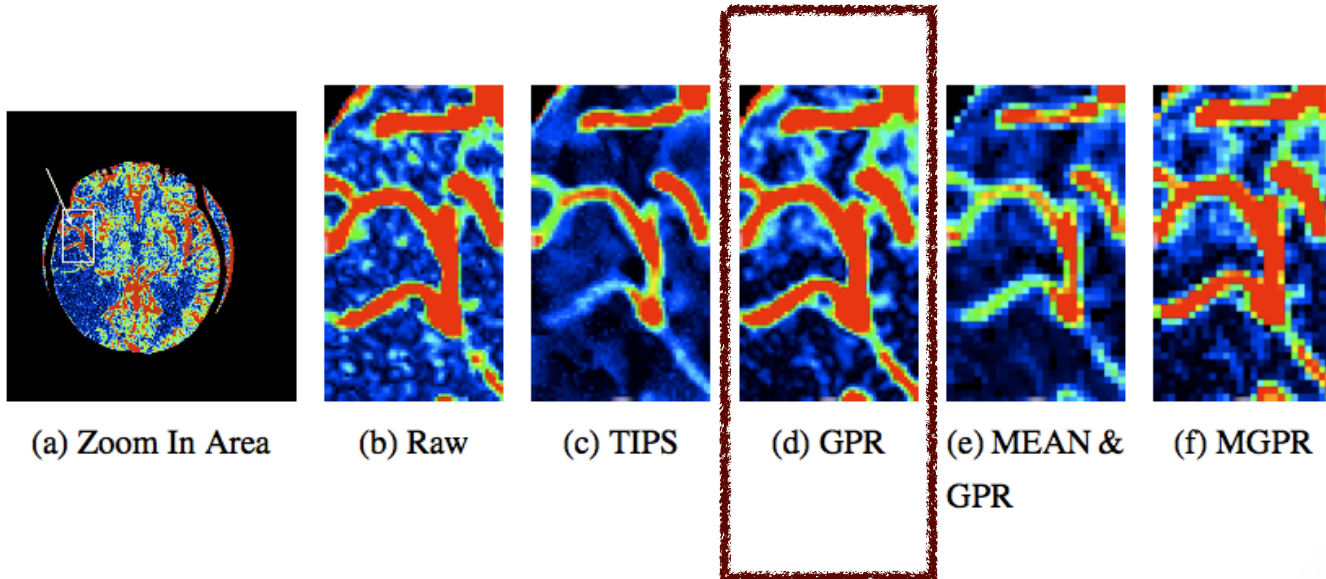 (a) Zoom In Area
(b) Raw
(c) TIPS
(d) GPR
(e) MEAN &
GPR
(f) MGPR